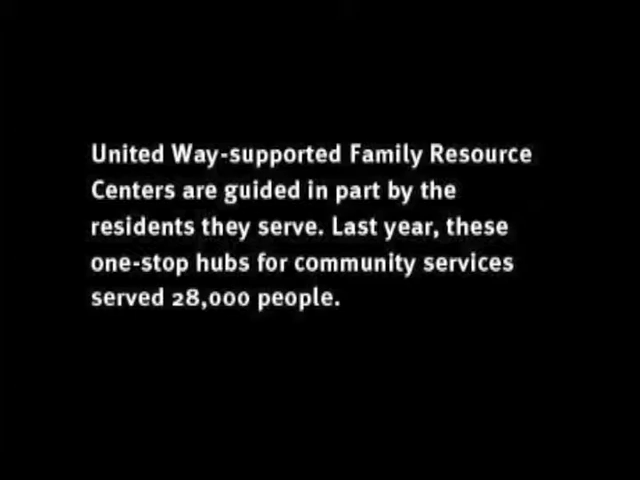 United Way-supported Family Resource
Centers are guided in part by the
residents they serve. Last year, these
one-stop hubs for community services
served 28,000 people.